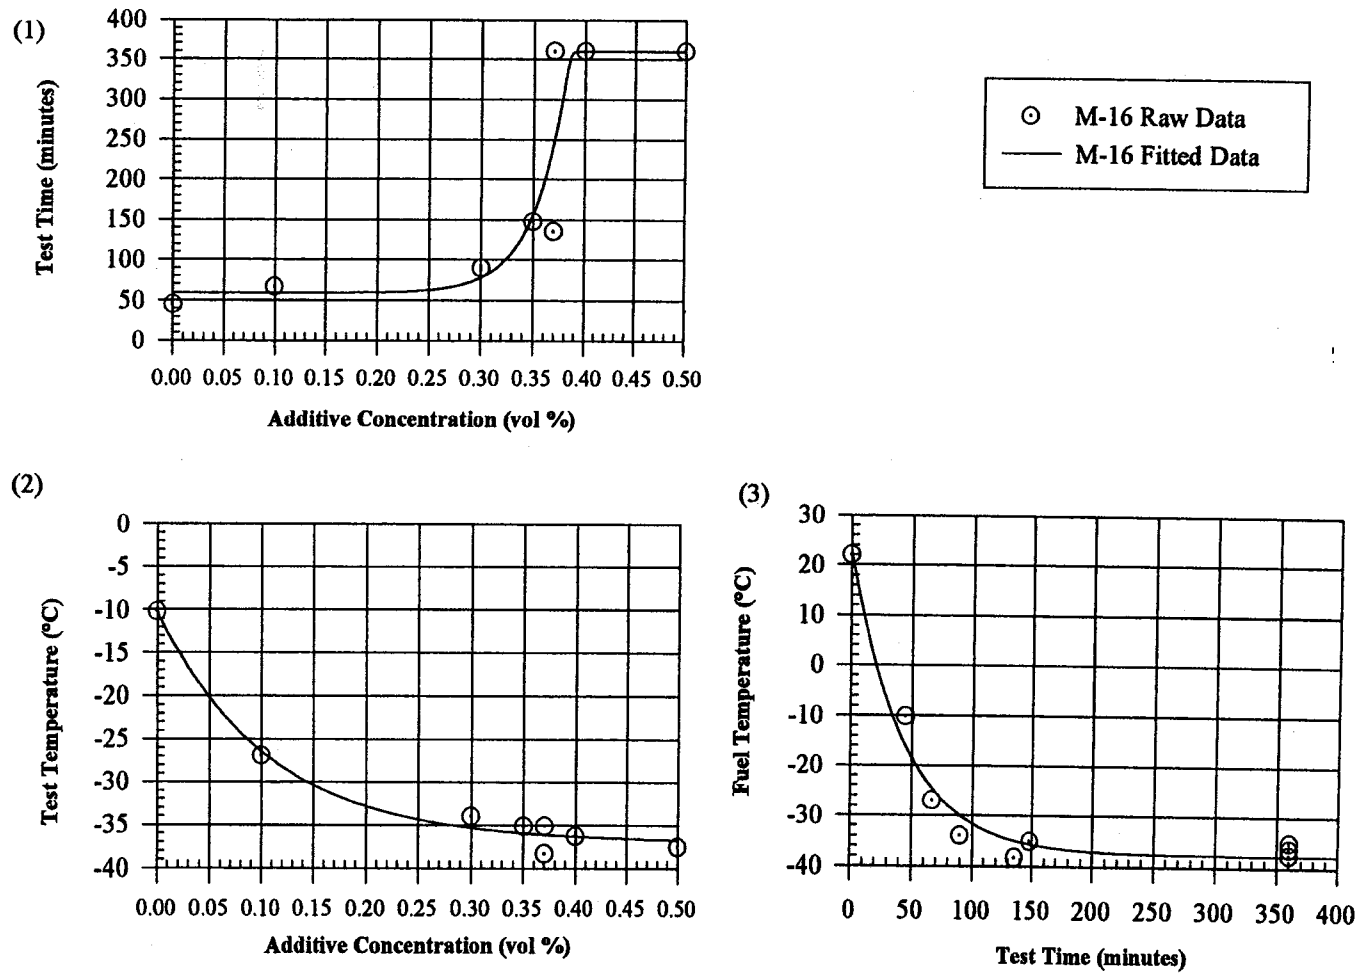 (1)
400
350
300
250
200
150
100
50
0
Test Time (minutes)
0.00 0.05 0.10 0.15 0.20 0.25 0.30 0.35 0.40 0.45 0.50
Additive Concentration (vol %)
M-16 Raw Data
M-16 Fitted Data
(2)
0
-5
-10
-15
-20
-25
-30
-35
-40
Test Temperature (°C)
0.00 0.05 0.10 0.15 0.20 0.25 0.30 0.35 0.40 0.45 0.50
Additive Concentration (vol %)
(3)
30
20
10
0
-10
-20
-30
-40
Fuel Temperature (°C)
0 50 100 150 200 250 300 350 400
Test Time (minutes)